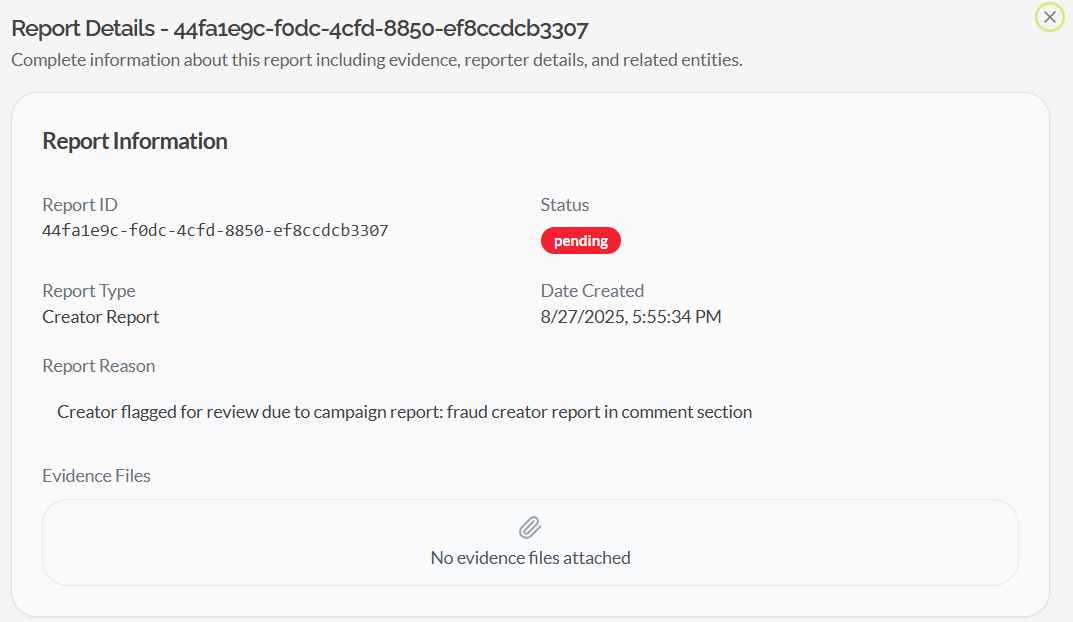 Report Details - 44fa1e9c-f0dc-4cfd-8850-ef8ccdcb3307
Complete information about this report including evidence, reporter details, and related entities.
Report Information
Report ID
44fa1e9c-f0dc-4cfd-8850-ef8ccdcb3307
Status
pending
Report Type
Creator Report
Date Created
8/27/2025, 5:55:34 PM
Report Reason
Creator flagged for review due to campaign report: fraud creator report in comment section
Evidence Files
No evidence files attached